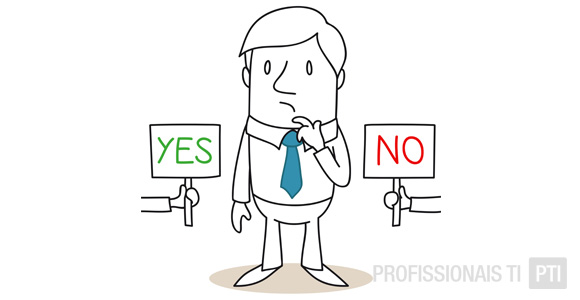 YES
NO
PROFISSIONAIS TI PTI